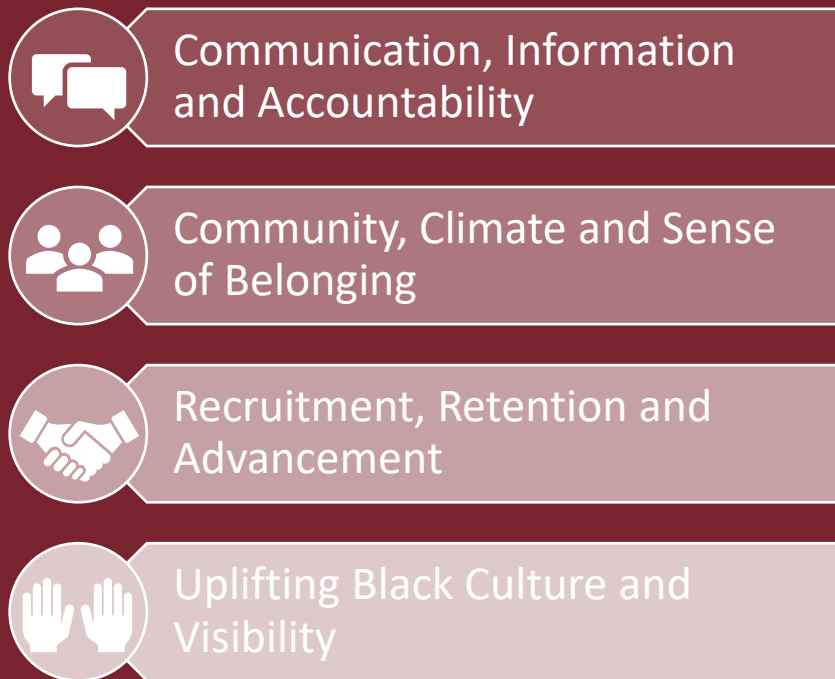 Communication, Information
and Accountability
Community, Climate and Sense
of Belonging
Recruitment, Retention and
Advancement
Uplifting Black Culture and
Visibility